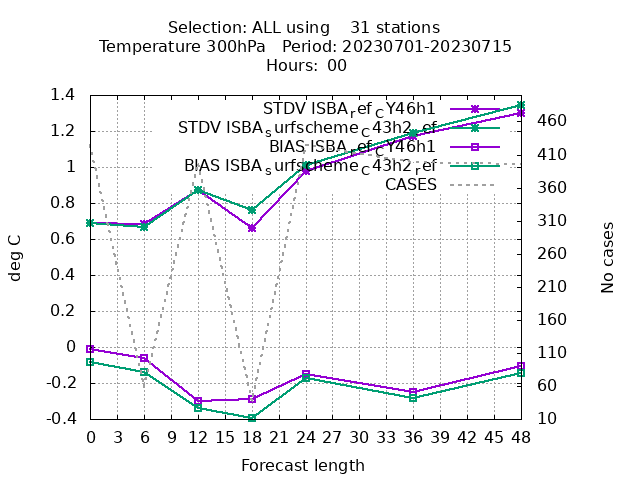 Selection: ALL using 31 stations
Temperature 300hPa Period: 20230701-20230715
Hours: 00
STDV ISBA_ref_CY46h1
STDV ISBA_surfscheme_C43h2_ref
BIAS ISBA_ref_CY46h1
BIAS ISBA_surfscheme_C43h2_ref
CASES
1.4
1.2
1
0.8
0.6
0.4
0.2
0
-0.2
-0.4
deg C
460
410
360
310
260
210
160
110
60
10
No cases
0 3 6 9 12 15 18 21 24 27 30 33 36 39 42 45 48
Forecast length